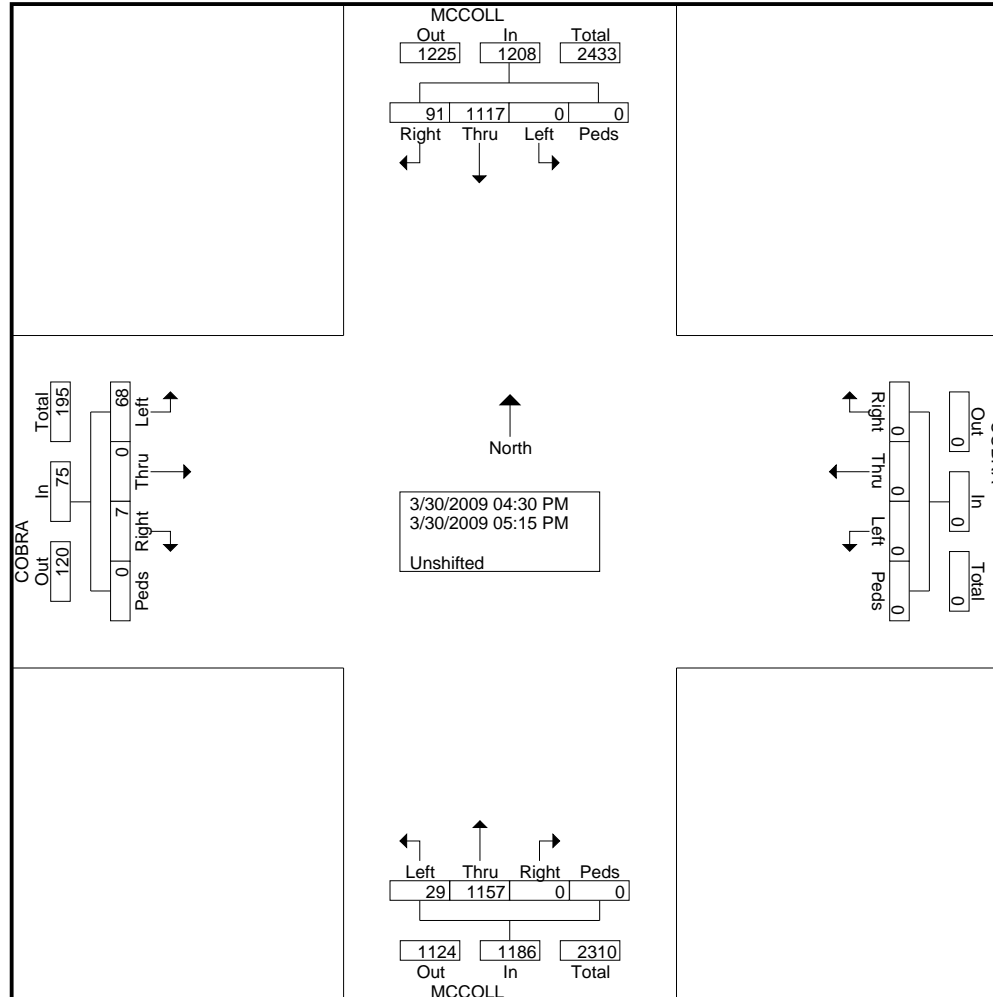 MCCOLL
Out In Total
1225 1208 2433
91 1117 0 0
Right Thru Left Peds
Total In Out
195 75 120
COBRA
68 0 7 0
Left Thru Right Peds
North
3/30/2009 04:30 PM
3/30/2009 05:15 PM
Unshifted
Right Thru Left Peds
0 0 0 0
Out In Total
0 0 0
Left Thru Right Peds
29 1157 0 0
1124 1186 2310
Out In Total
MCCOLL